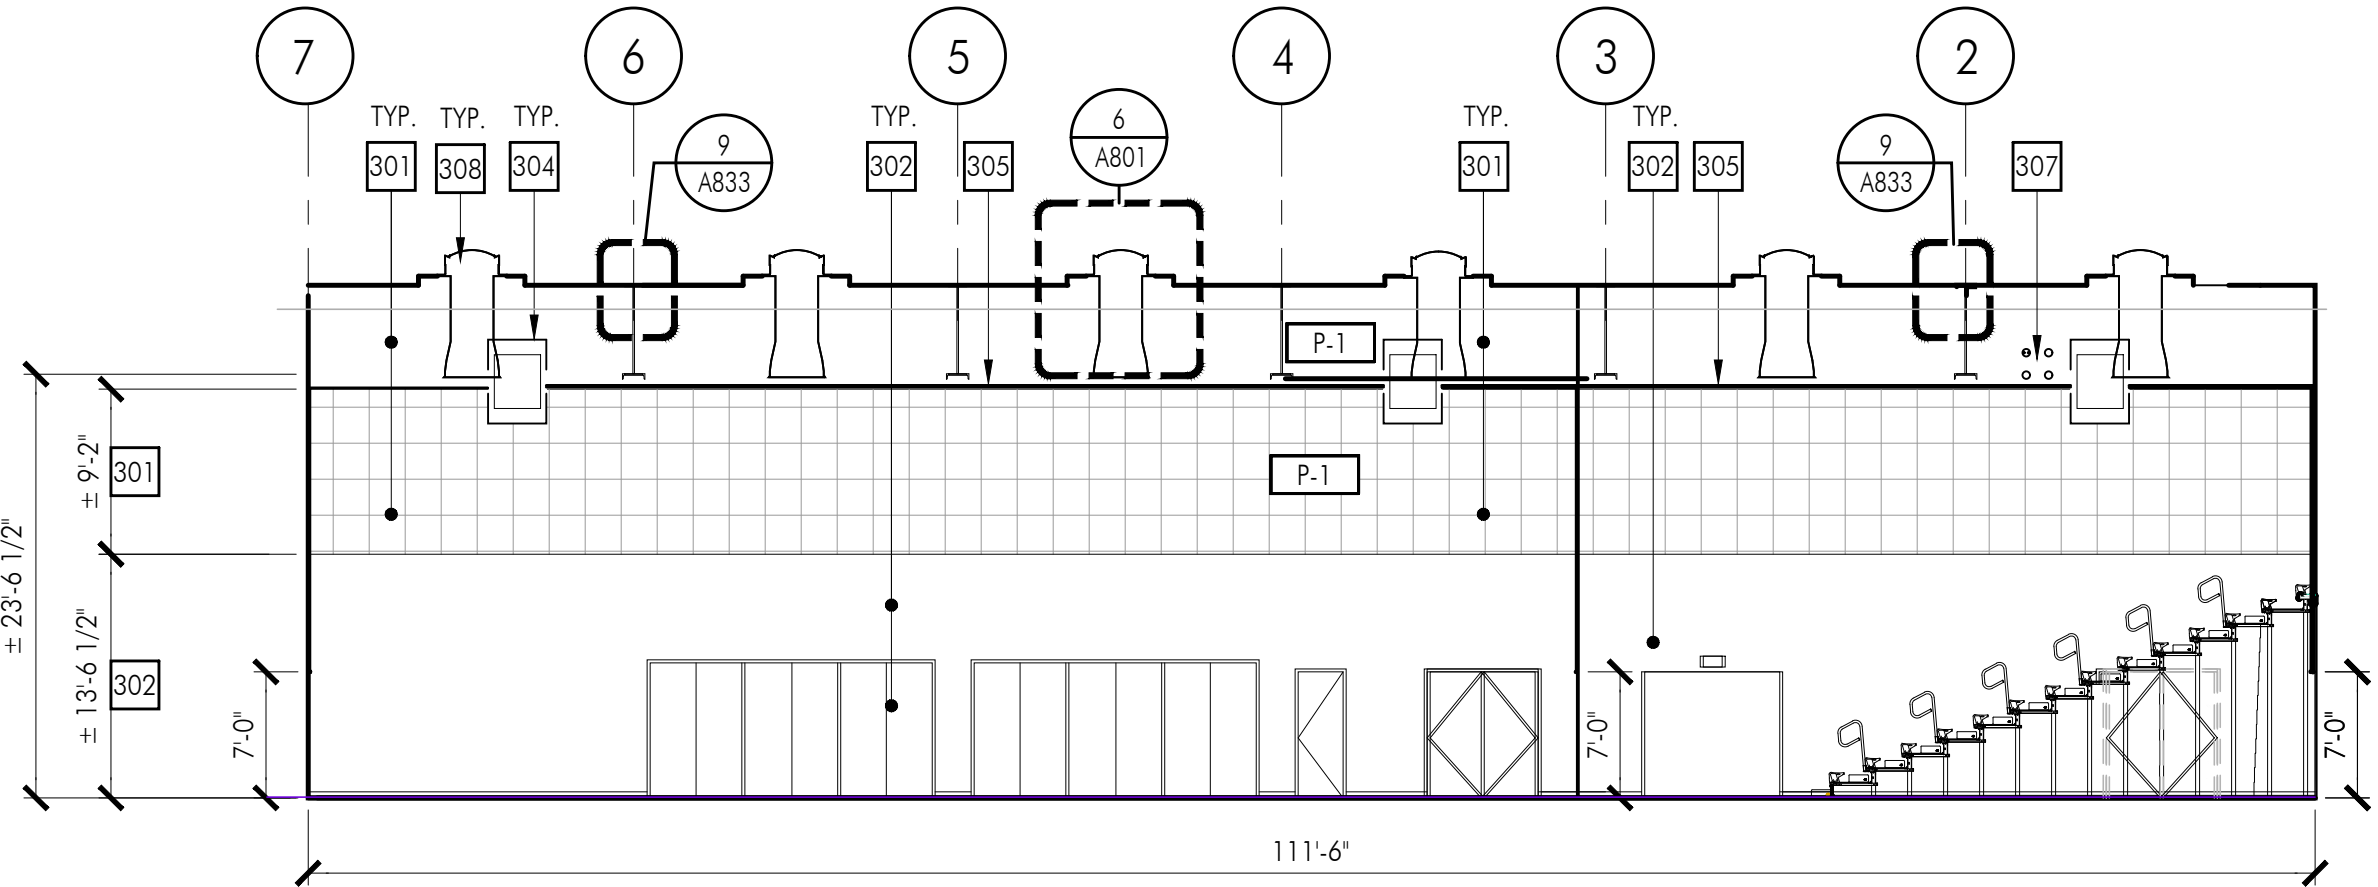 7
6
5
4
3
2
TYP.
TYP.
TYP.
TYP.
TYP.
TYP.
301
308
304
9
A833
302
305
6
A801
301
302
305
9
A833
307
P-1
P-1
± 9'-2"
301
± 23'-6 1/2"
± 13'-6 1/2"
302
7'-0"
7'-0"
7'-0"
111'-6"